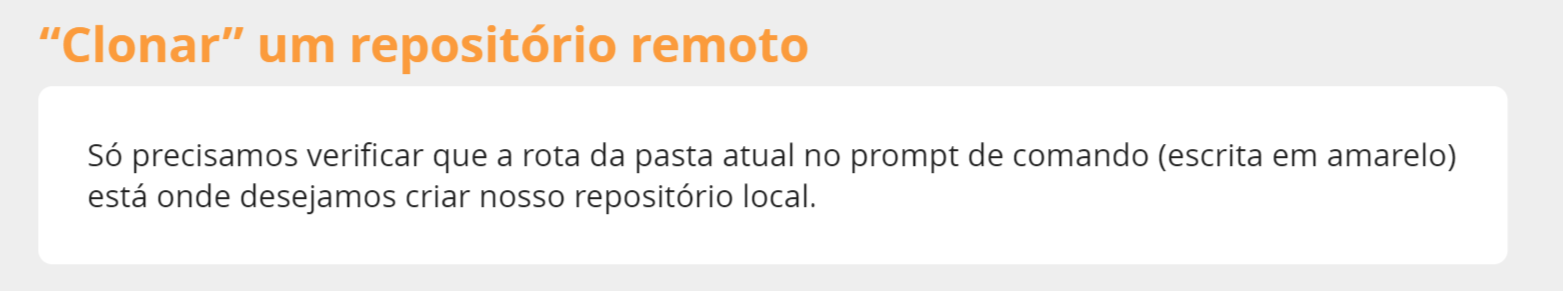 “Clonar” um repositório remoto
Só precisamos verificar que a rota da pasta atual no prompt de comando (escrita em amarelo)
está onde desejamos criar nosso repositório local.